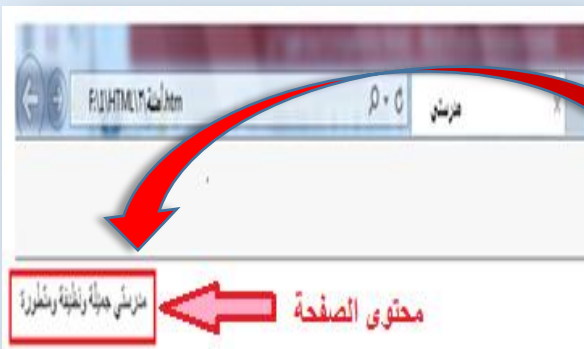 مدرستي
محتوى الصفحة
مدرستي جميلة ونظيفة ومتطورة